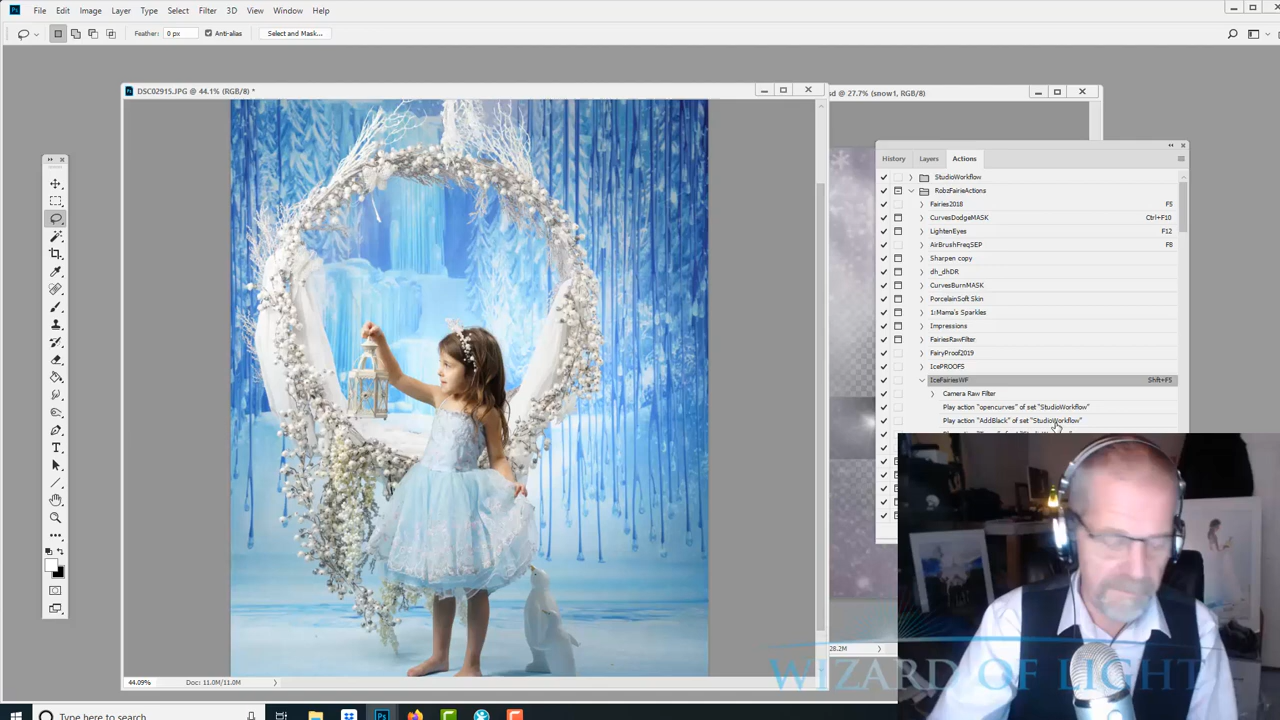 Ps File Edit Image Layer Type Select Filter 3D View Window Help
Feather: 0 px Anti-alias Select and Mask...
DSC02915.JPG @ 44.1% (RGB/8) *
sd @ 27.7% (snow1, RGB/8)
History Layers Actions
StudioWorkflow
RobzFairieActions
Fairies2018 F5
CurvesDodgeMASK Ctrl+F10
LightenEyes F12
AirBrushFreqSEP F8
Sharpen copy
dh_dhDR
CurvesBurnMASK
PorcelainSoft Skin
1:Mama's Sparkles
Impressions
FairiesRawFilter
FairyProof2019
IcePROOFS
IceFairiesWF Shft+F5
Camera Raw Filter
Play action "opencurves" of set "StudioWorkflow"
Play action "AddBlack" of set "StudioWorkflow"
28.2M
WIZARD OF LIGHT
44.09% Doc: 11.0M/11.0M
Type here to search